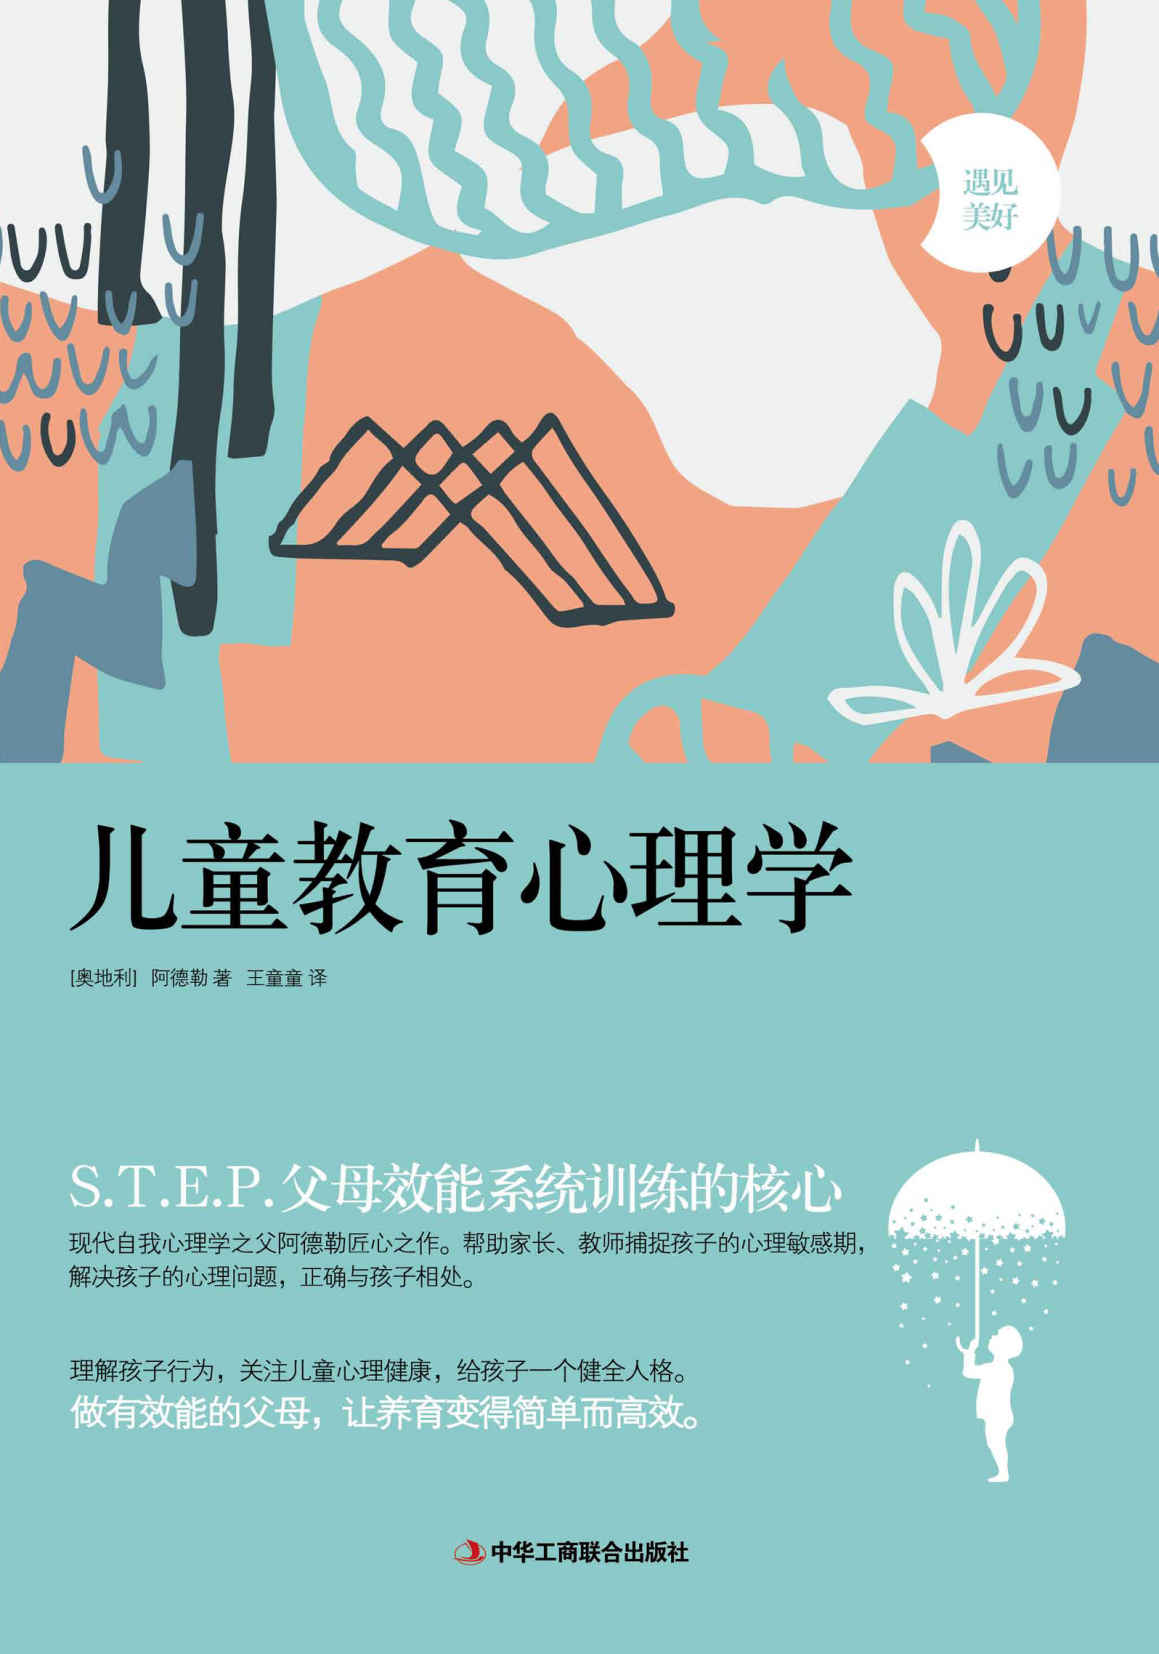 遇见
美好
儿童教育心理学
[奥地利] 阿德勒 著 王童童 译
S.T.E.P.父母效能系统训练的核心
现代自我心理学之父阿德勒匠心之作。帮助家长、教师捕捉孩子的心理敏感期，
解决孩子的心理问题，正确与孩子相处。
理解孩子行为，关注儿童心理健康，给孩子一个健全人格。
做有效能的父母，让养育变得简单而高效。
中华工商联合出版社